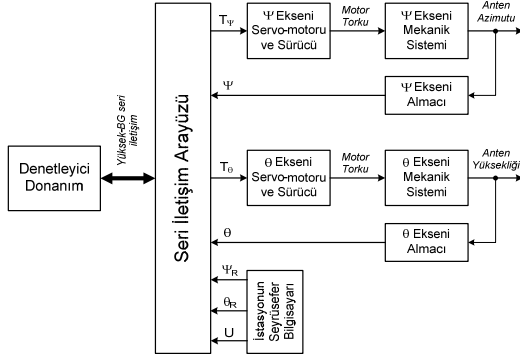 TΨ
Ψ Ekseni
Servo-motoru
ve Sürücü
Motor
Torku
Ψ Ekseni
Mekanik
Sistemi
Anten
Azimutu
Ψ
Ψ Ekseni
Almacı
Denetleyici
Donanım
Yüksek-BG seri
iletişim
Seri İletişim Arayüzü
Tθ
θ Ekseni
Servo-motoru
ve Sürücü
Motor
Torku
θ Ekseni
Mekanik
Sistemi
Anten
Yüksekliği
θ
θ Ekseni
Almacı
ΨR
θR
U
İstasyonun
Seyrüsefer
Bilgisayarı